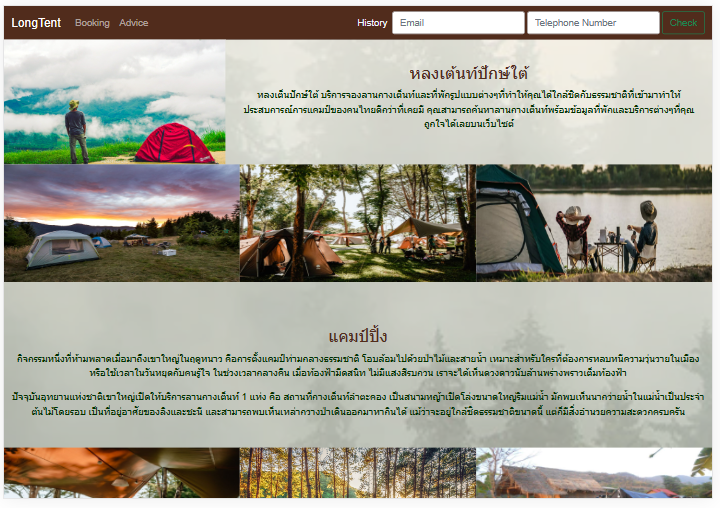 LongTent Booking Advice History Email Telephone Number Check
หลงเต้นท์ปักษ์ใต้
หลงเต็นปักษ์ใต้ บริการจองลานกางเต็นท์และที่พักรูปแบบต่างๆที่ทำให้คุณได้ใกล้ชิดกับธรรมชาติที่เข้ามาทำให้
ประสบการณ์การแคมป์ของคนไทยดีกว่าที่เคยมี คุณสามารถค้นหาลานกางเต็นท์พร้อมข้อมูลที่พักและบริการต่างๆที่คุณ
ถูกใจได้เลยบนเว็บไซต์
แคมป์ปิ้ง
กิจกรรมหนึ่งที่ห้ามพลาดเมื่อมาถึงเขาใหญ่ในฤดูหนาว คือการตั้งแคมป์ท่ามกลางธรรมชาติ โอบล้อมไปด้วยป่าไม้และสายน้ำ เหมาะสำหรับใครที่ต้องการหลบหนีความวุ่นวายในเมือง
หรือใช้เวลาในวันหยุดกับคนรู้ใจ ในช่วงเวลากลางคืน เมื่อท้องฟ้ามืดสนิท ไม่มีแสงสีรบกวน เราจะได้เห็นดวงดาวนับล้านพร่างพราวเต็มท้องฟ้า
ปัจจุบันอุทยานแห่งชาติเขาใหญ่เปิดให้บริการลานกางเต็นท์ 1 แห่ง คือ สถานที่กางเต็นท์ลำตะคอง เป็นสนามหญ้าเปิดโล่งขนาดใหญ่ริมแม่น้ำ มักพบเห็นนากว่ายน้ำในแม่น้ำเป็นประจำ
ต้นไม้โดยรอบ เป็นที่อยู่อาศัยของลิงและชะนี และสามารถพบเห็นเหล่ากวางป่าเดินออกมาหากินได้ แม้ว่าจะอยู่ใกล้ชิดธรรมชาติขนาดนี้ แต่ก็มีสิ่งอำนวยความสะดวกครบครัน